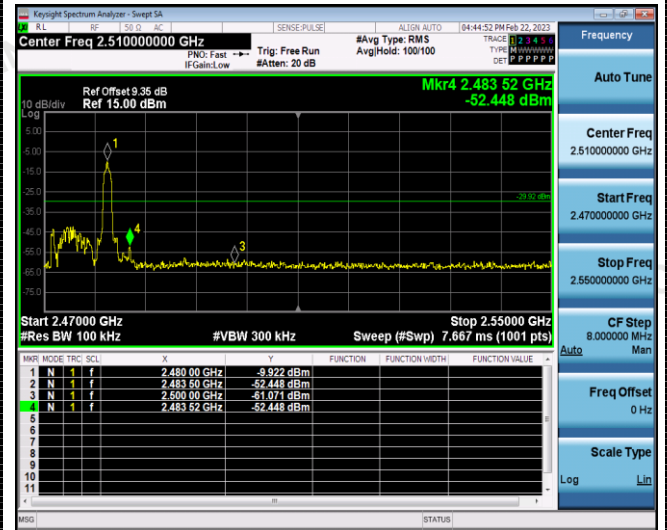 Keysight Spectrum Analyzer - Swept SA
RL RF 50 Ω AC SENSE:PULSE ALIGN AUTO 04:44:52 PM Feb 22, 2023
Center Freq 2.510000000 GHz
PNO: Fast
IFGain:Low
Trig: Free Run
#Atten: 20 dB
#Avg Type: RMS
Avg|Hold: 100/100
TRACE 1 2 3 4 5 6
TYPE M WWWWW
DET P P P P P P
Mkr4 2.483 52 GHz
-52.448 dBm
Ref Offset 9.35 dB
10 dB/div Ref 15.00 dBm
Log
5.00
-5.00
-15.0
-25.0
-35.0
-45.0
-55.0
-65.0
-75.0
1
4
3
-29.92 dBm
Start 2.47000 GHz Stop 2.55000 GHz
#Res BW 100 kHz #VBW 300 kHz Sweep (#Swp) 7.667 ms (1001 pts)
MKR MODE TRC SCL X Y FUNCTION FUNCTION WIDTH FUNCTION VALUE
1 N 1 f 2.480 00 GHz -9.922 dBm
2 N 1 f 2.483 50 GHz -52.448 dBm
3 N 1 f 2.500 00 GHz -61.071 dBm
4 N 1 f 2.483 52 GHz -52.448 dBm
5
6
7
8
9
10
11
MSG STATUS
Frequency
Auto Tune
Center Freq
2.510000000 GHz
Start Freq
2.470000000 GHz
Stop Freq
2.550000000 GHz
CF Step
8.000000 MHz
Auto Man
Freq Offset
0 Hz
Scale Type
Log Lin